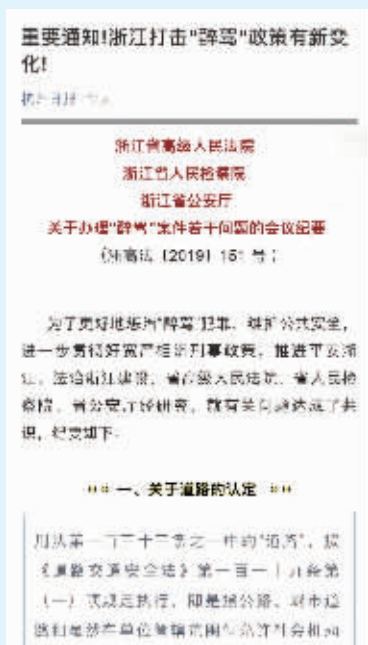 重要通知!浙江打击"醉驾"政策有新变
化!
浙江省高级人民法院
浙江省人民检察院
浙江省公安厅
关于办理"醉驾"案件若干问题的会议纪要
(浙高法〔2019〕151号)
为了更好地惩治"醉驾"犯罪,维护公共安全,
进一步贯彻好宽严相济刑事政策,推进平安浙
江、法治浙江建设,省高级人民法院、省人民检
察院、省公安厅经研究,就有关问题达成了共
识,纪要如下:
一、关于道路的认定
刑法第一百三十三条之一中的"道路",按
《道路交通安全法》第一百一十九条第
(一)项规定执行,即是指公路、城市道
路和虽然在单位管辖范围但允许社会机动